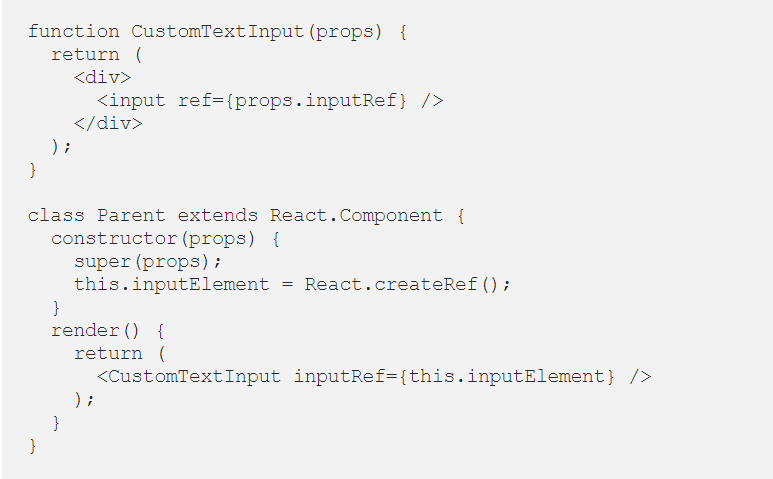 function CustomTextInput(props) {
  return (
    <div>
      <input ref={props.inputRef} />
    </div>
  );
}

class Parent extends React.Component {
  constructor(props) {
    super(props);
    this.inputElement = React.createRef();
  }
  render() {
    return (
      <CustomTextInput inputRef={this.inputElement} />
    );
  }
}